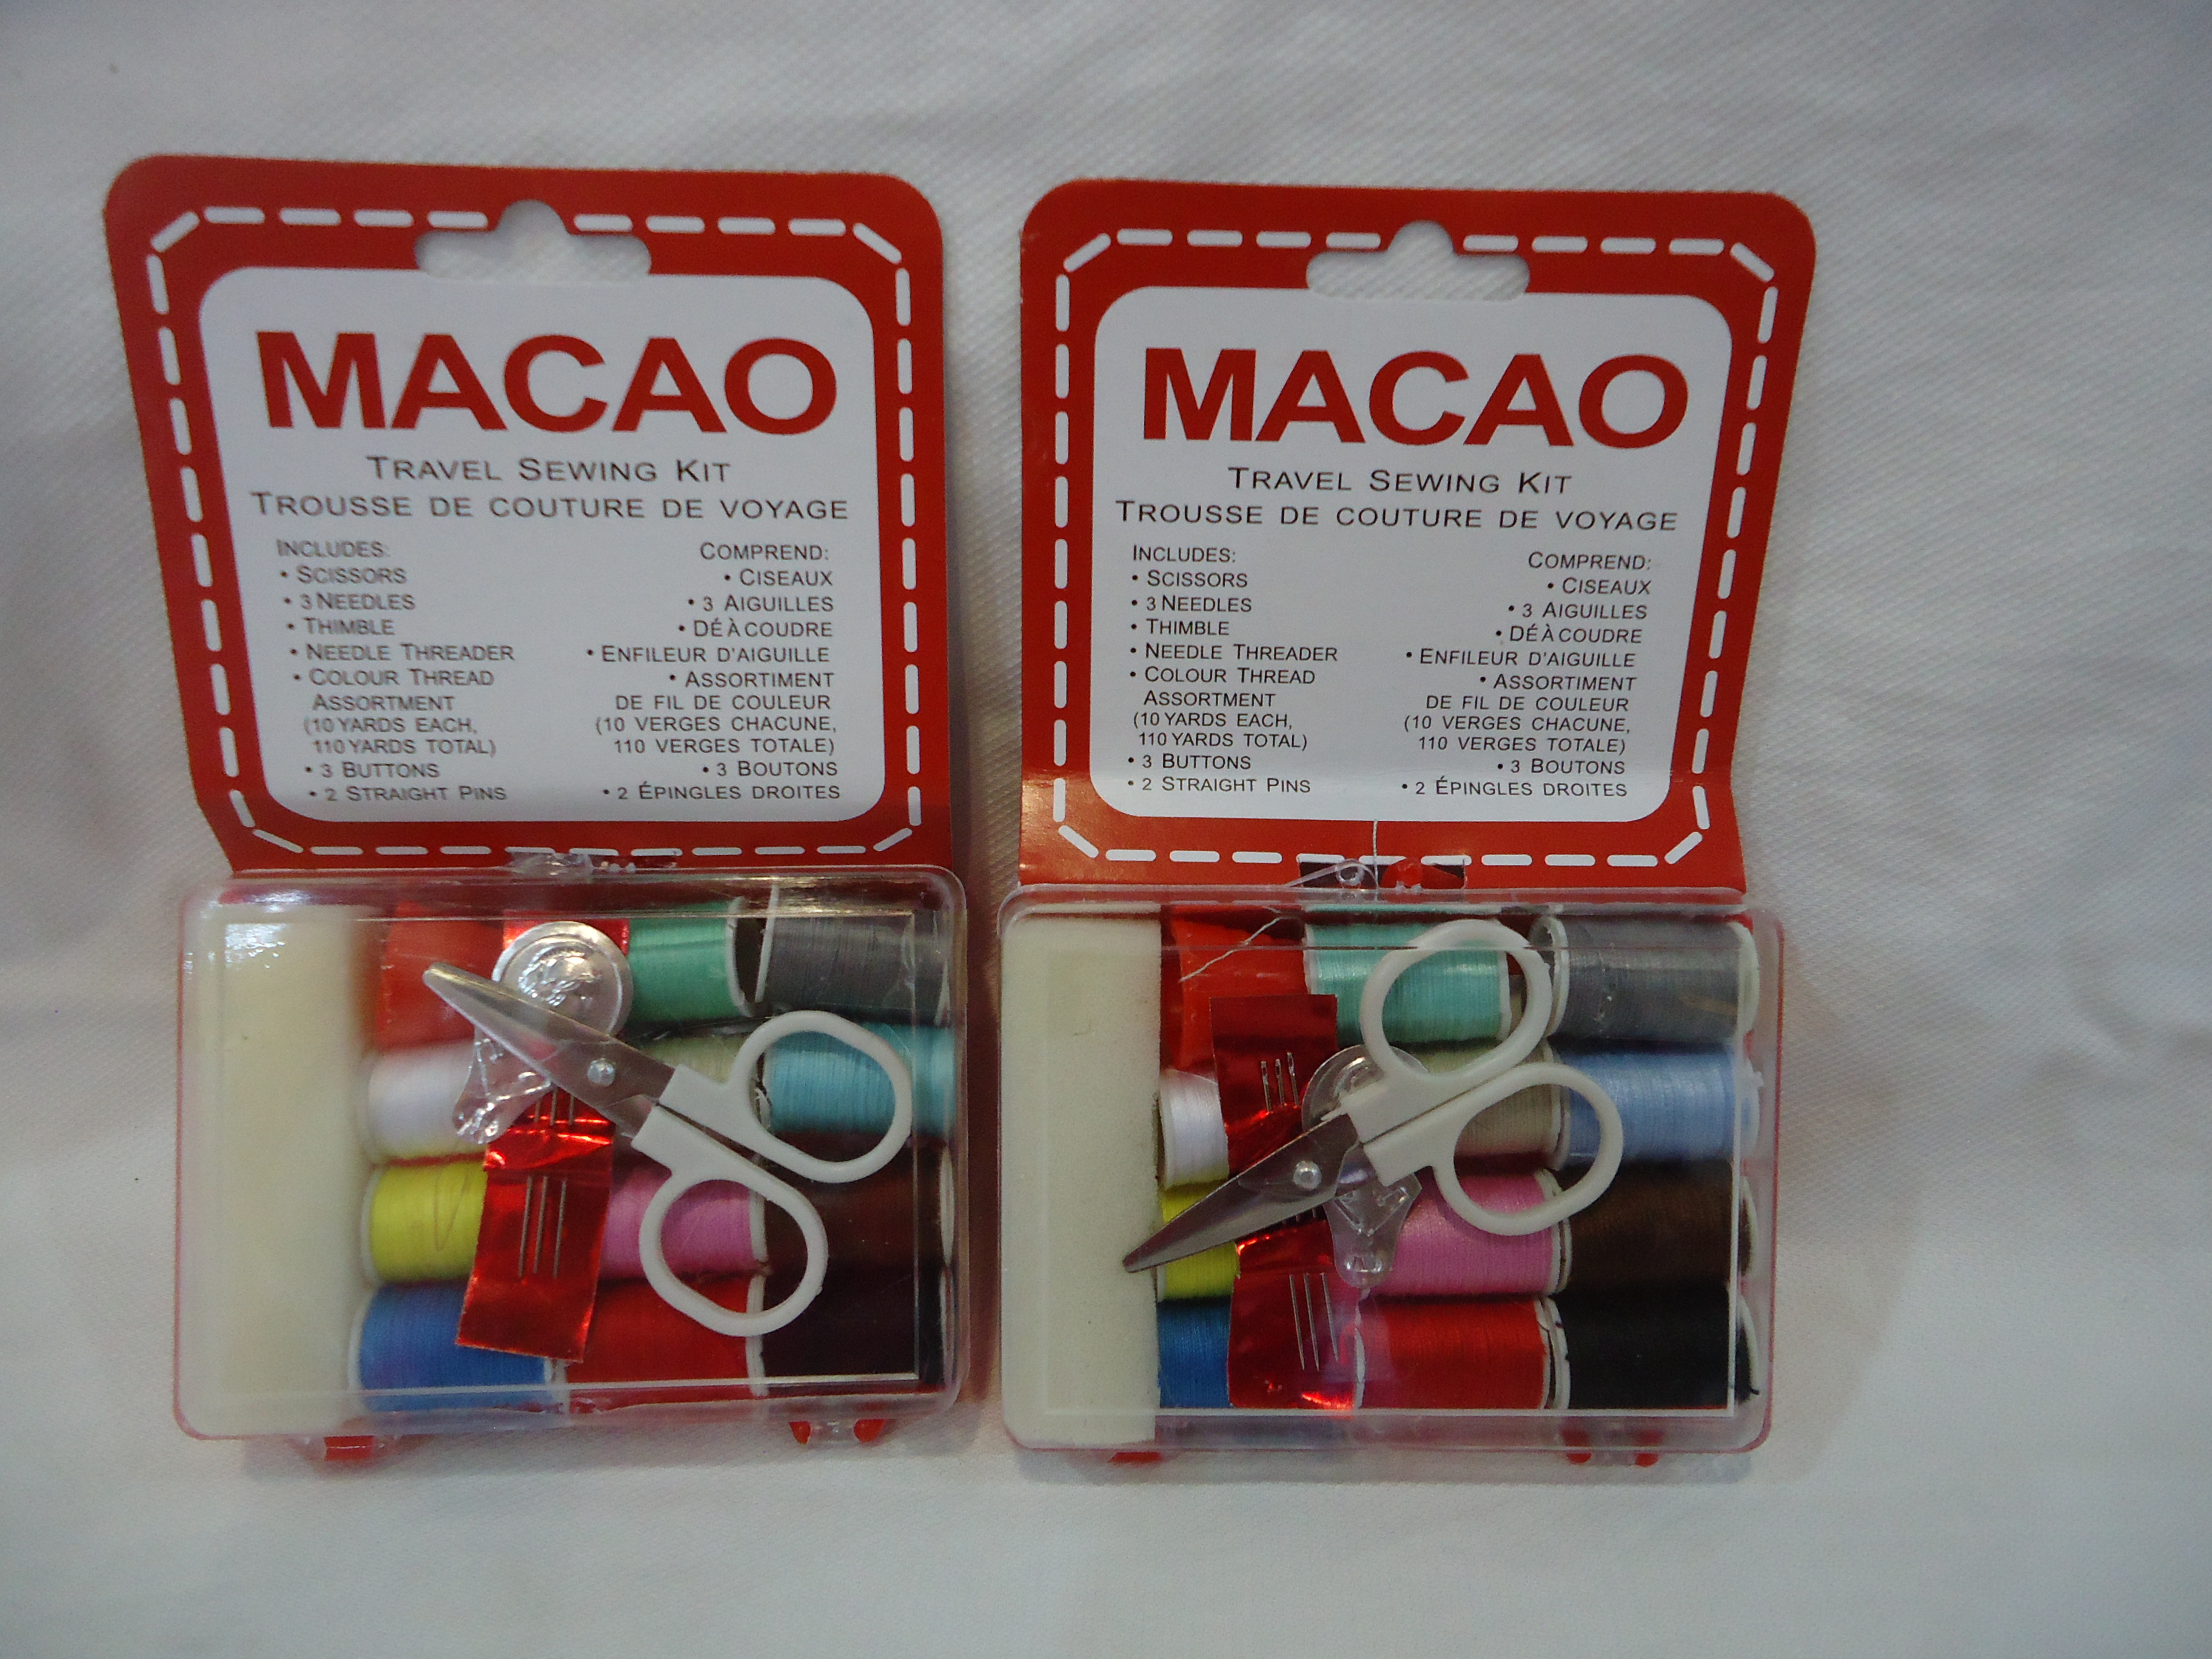 MACAO
TRAVEL SEWING KIT
TROUSSE DE COUTURE DE VOYAGE
INCLUDES:
• SCISSORS
• 3 NEEDLES
• THIMBLE
• NEEDLE THREADER
• COLOUR THREAD
ASSORTMENT
(10 YARDS EACH,
110 YARDS TOTAL)
• 3 BUTTONS
• 2 STRAIGHT PINS
COMPREND:
• CISEAUX
• 3 AIGUILLES
• DÉ À COUDRE
• ENFILEUR D'AIGUILLE
• ASSORTIMENT
DE FIL DE COULEUR
(10 VERGES CHACUNE,
110 VERGES TOTALE)
• 3 BOUTONS
• 2 ÉPINGLES DROITES
MACAO
TRAVEL SEWING KIT
TROUSSE DE COUTURE DE VOYAGE
INCLUDES:
• SCISSORS
• 3 NEEDLES
• THIMBLE
• NEEDLE THREADER
• COLOUR THREAD
ASSORTMENT
(10 YARDS EACH,
110 YARDS TOTAL)
• 3 BUTTONS
• 2 STRAIGHT PINS
COMPREND:
• CISEAUX
• 3 AIGUILLES
• DÉ À COUDRE
• ENFILEUR D'AIGUILLE
• ASSORTIMENT
DE FIL DE COULEUR
(10 VERGES CHACUNE,
110 VERGES TOTALE)
• 3 BOUTONS
• 2 ÉPINGLES DROITES